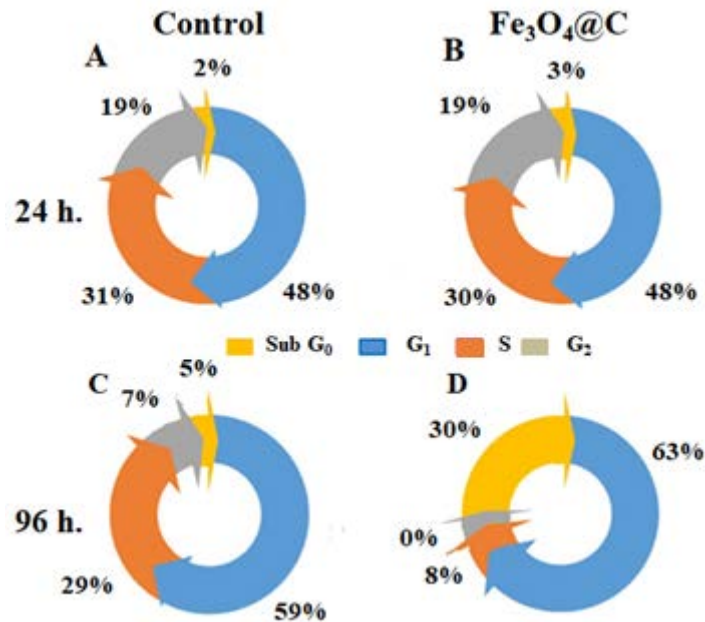 Control
Fe₃O₄@C
A
2%
B
3%
19%
19%
24 h.
31%
48%
30%
48%
Sub G₀ G₁ S G₂
C
7%
5%
D
30%
63%
96 h.
29%
59%
0%
8%